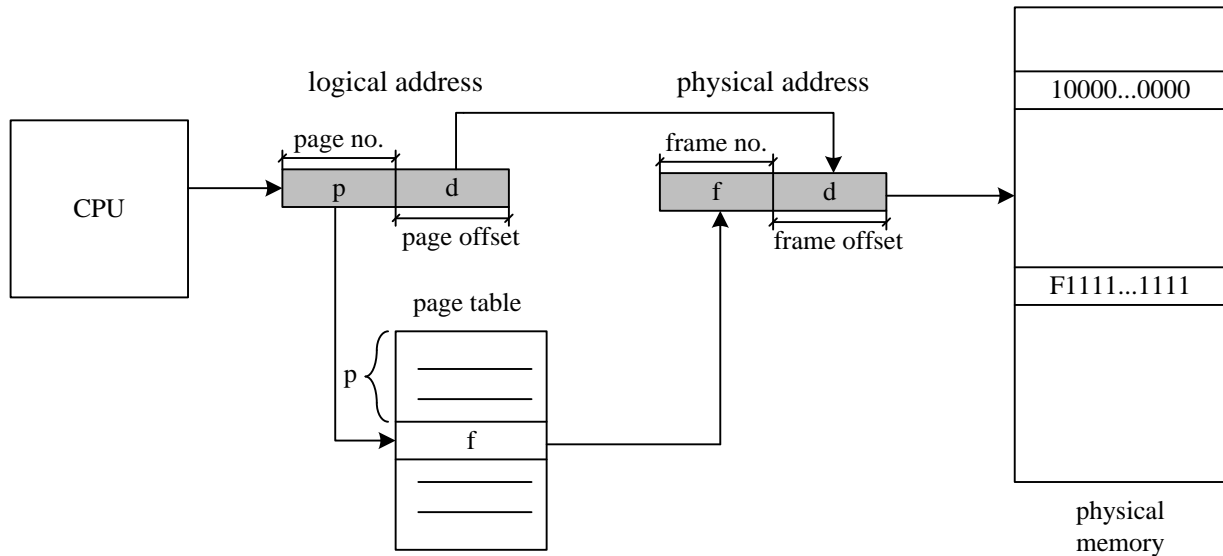 logical address
physical address
10000...0000
page no.
frame no.
CPU
p
d
f
d
page offset
frame offset
F1111...1111
page table
p
f
physical
memory